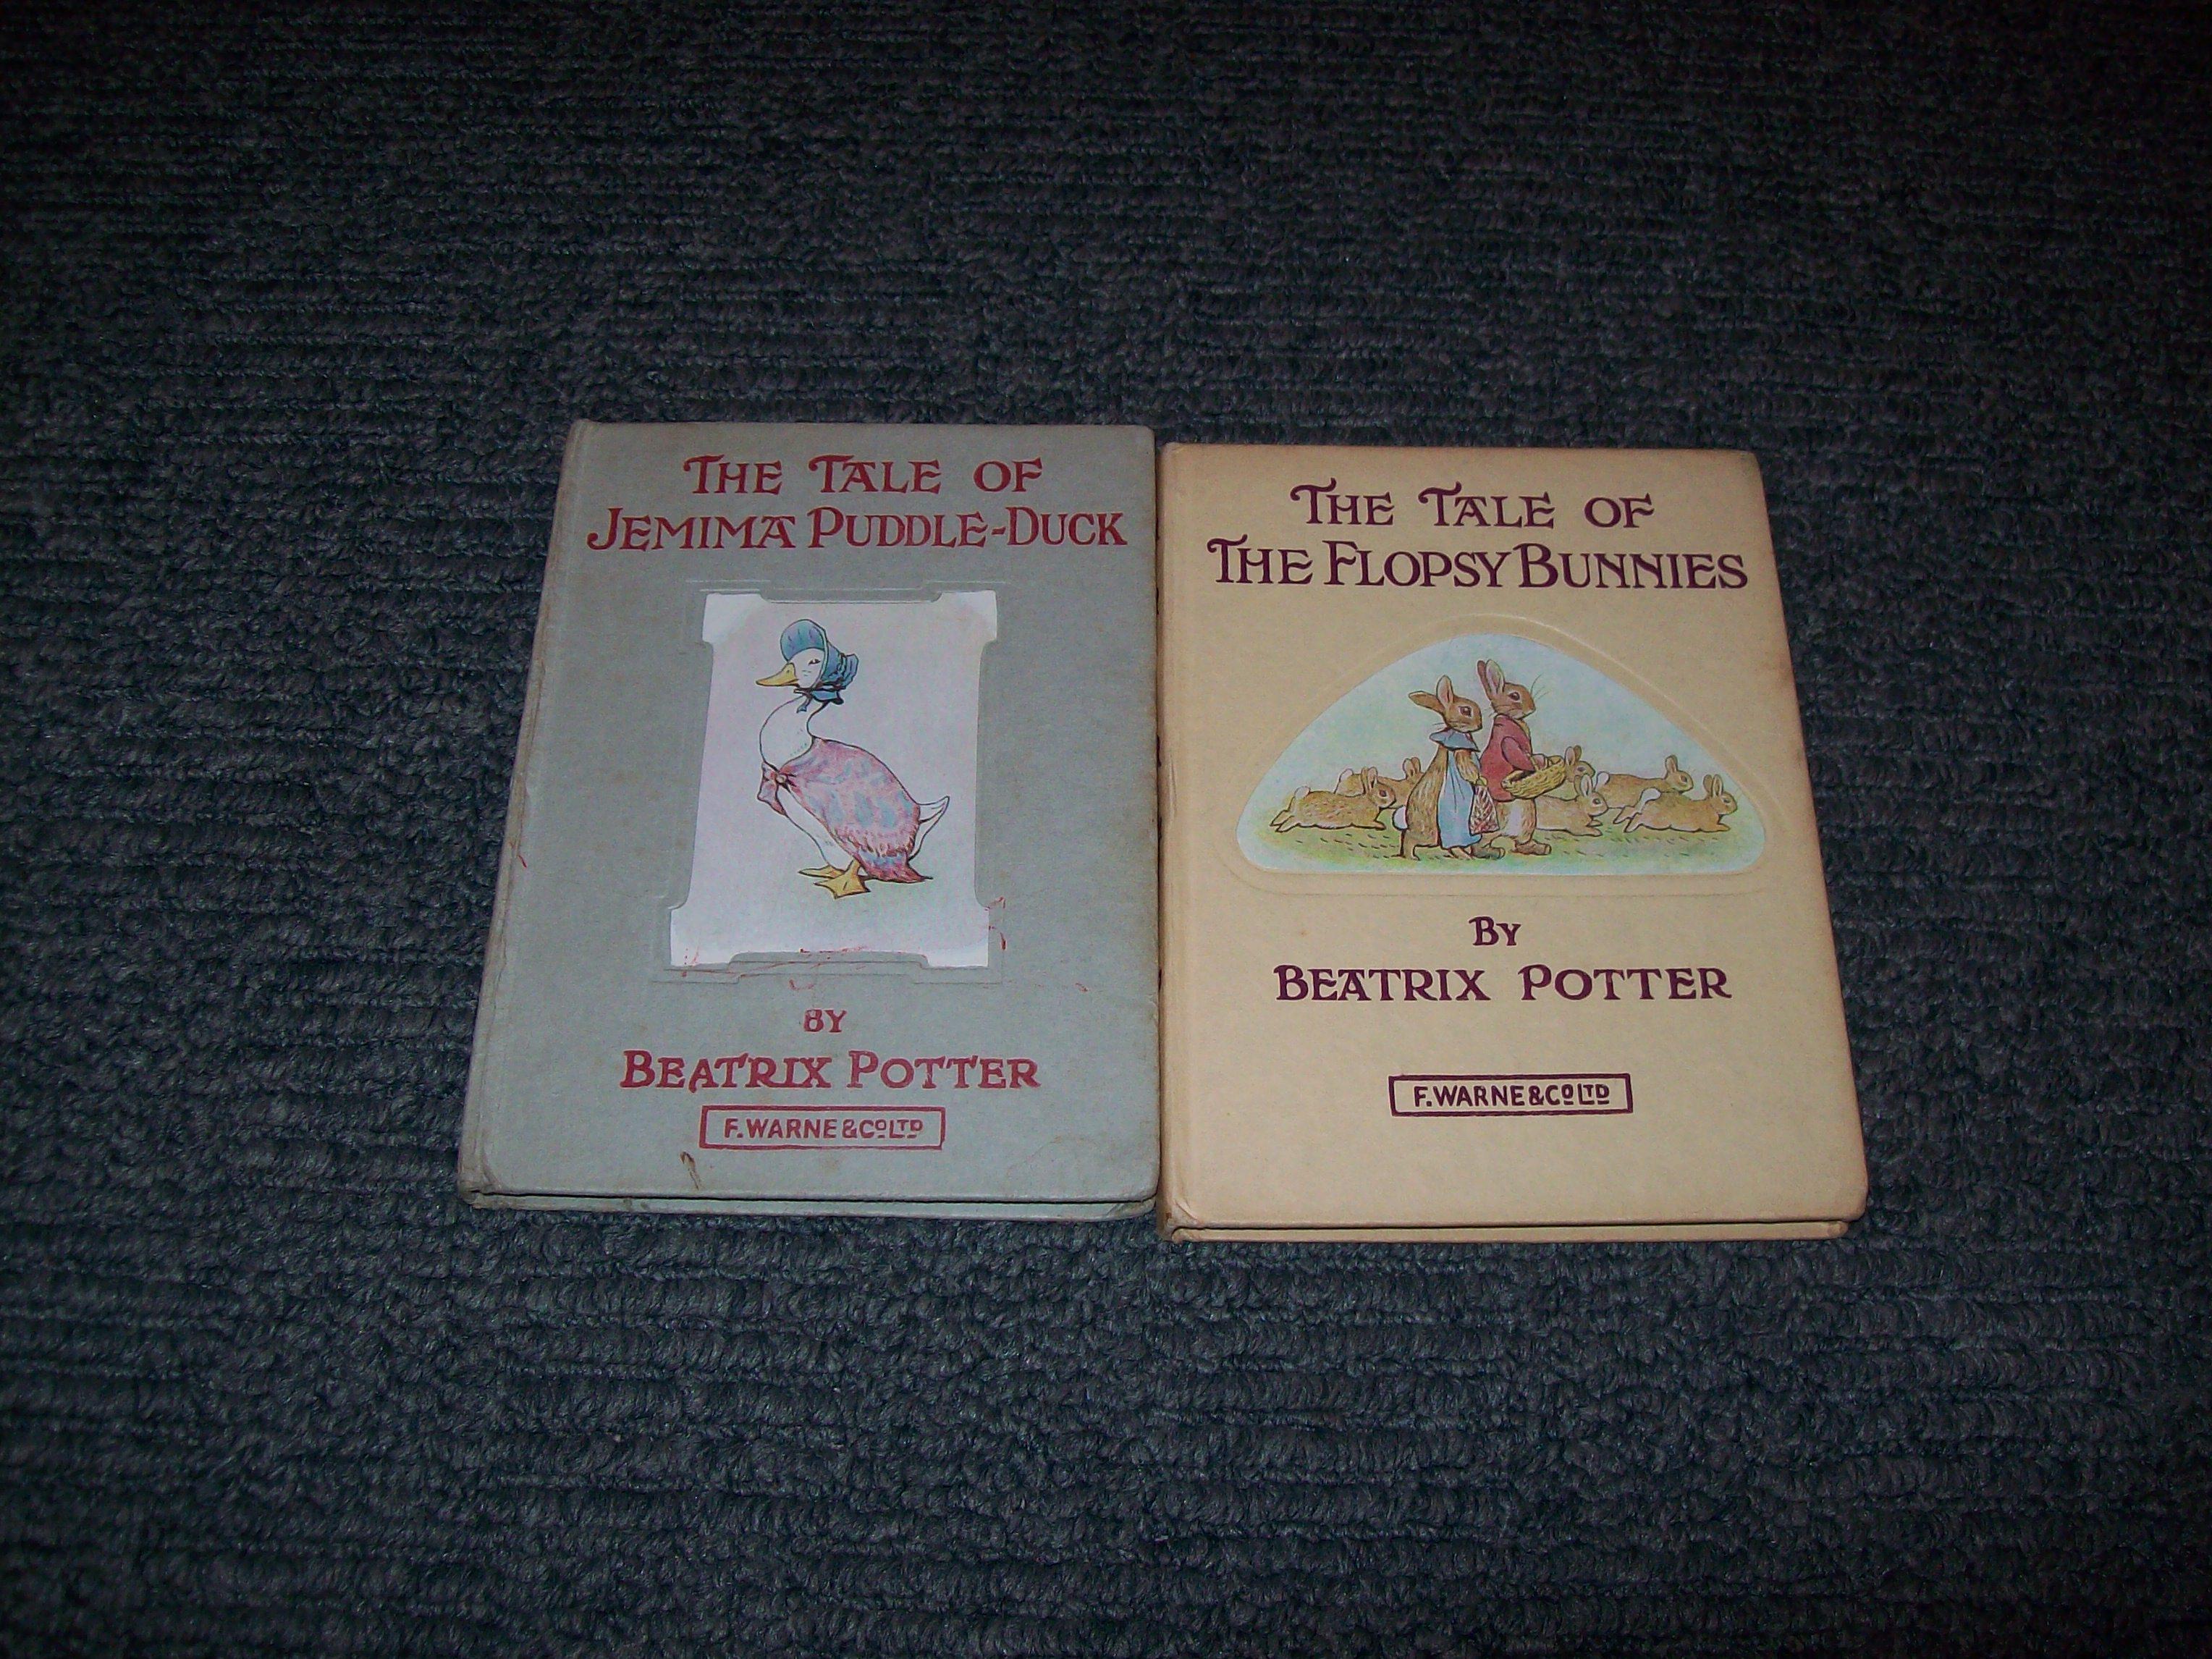 THE TALE OF
JEMIMA PUDDLE-DUCK
BY
BEATRIX POTTER
F. WARNE & Co LTD
THE TALE OF
THE FLOPSY BUNNIES
By
BEATRIX POTTER
F. WARNE & Co LTD